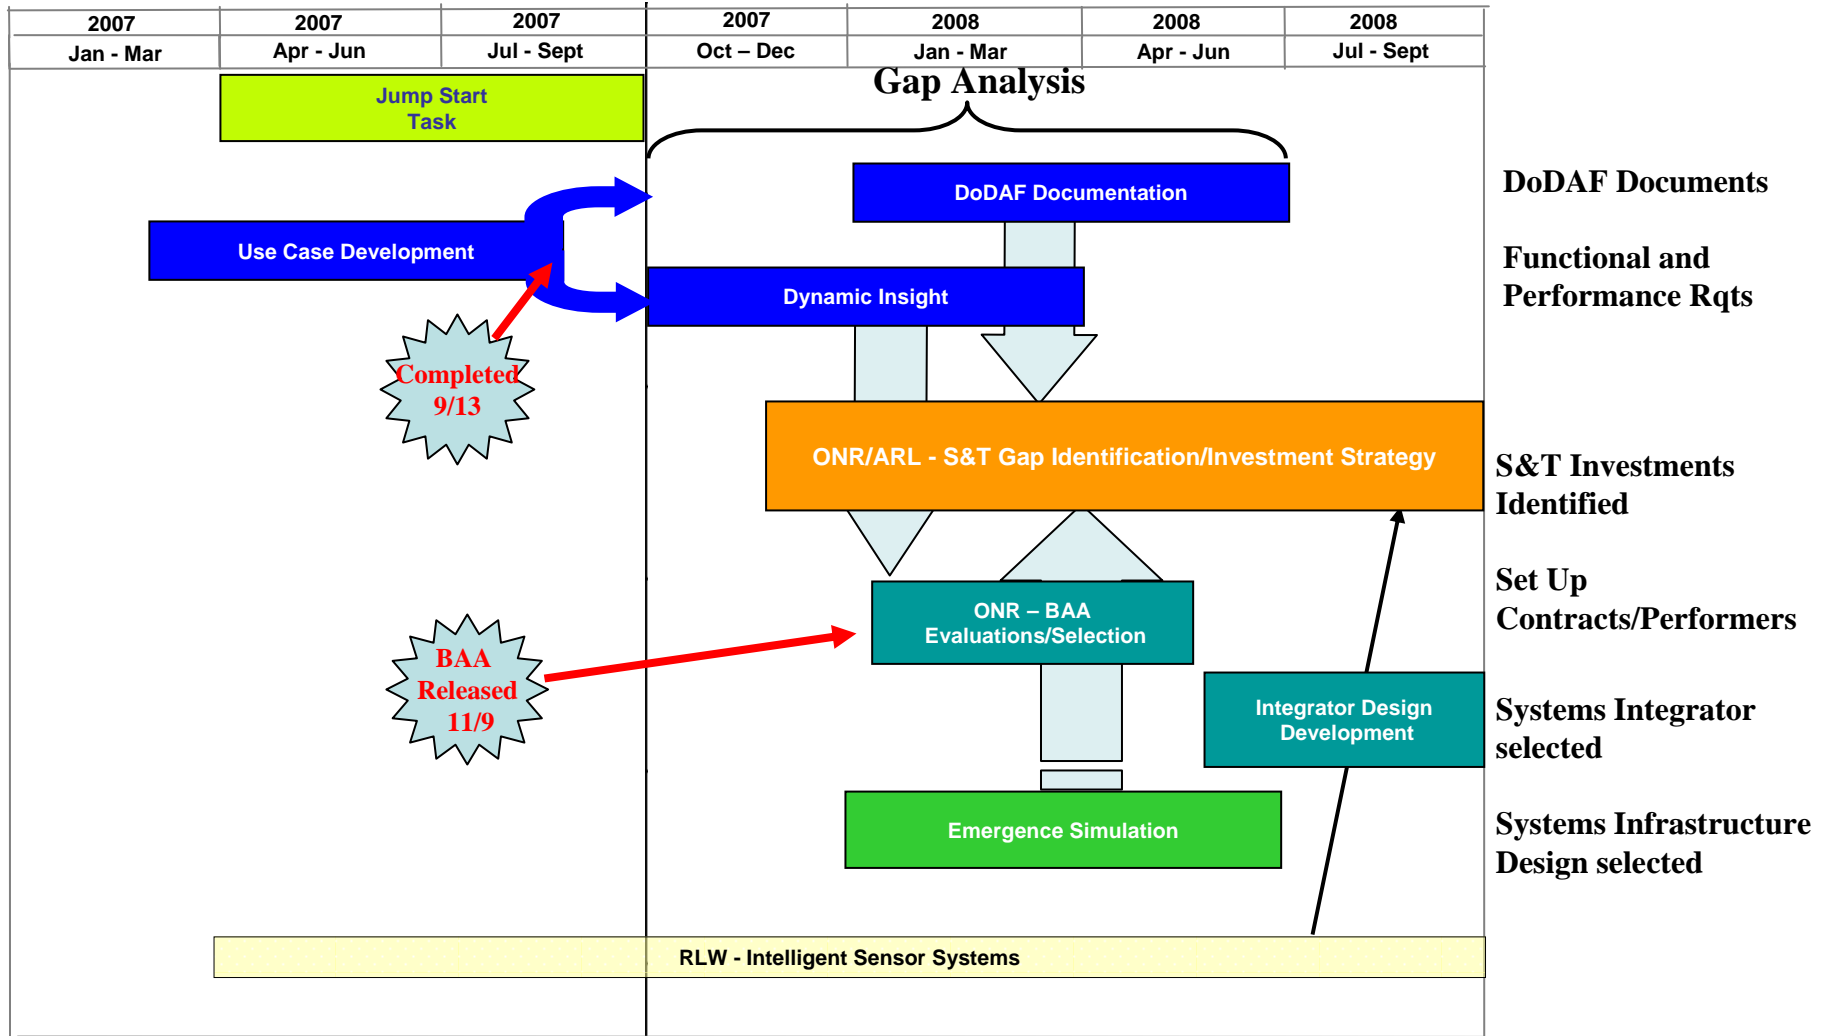 2007
2007
2007
2007
2008
2008
2008
Jan - Mar
Apr - Jun
Jul - Sept
Oct – Dec
Jan - Mar
Apr - Jun
Jul - Sept
Gap Analysis
Jump Start
Task
DoDAF Documentation
DoDAF Documents
Use Case Development
Dynamic Insight
Functional and
Performance Rqts
Completed
9/13
ONR/ARL - S&T Gap Identification/Investment Strategy
S&T Investments
Identified
ONR – BAA
Evaluations/Selection
Set Up
Contracts/Performers
BAA
Released
11/9
Integrator Design
Development
Systems Integrator
selected
Emergence Simulation
Systems Infrastructure
Design selected
RLW - Intelligent Sensor Systems